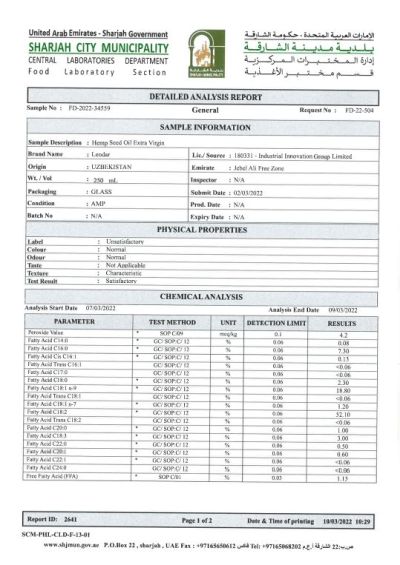 United Arab Emirates - Sharjah Government
SHARJAH CITY MUNICIPALITY
CENTRAL LABORATORIES DEPARTMENT
Food Laboratory Section
الامارات العربية المتحدة - حكومة الشارقة
بلدية مدينة الشارقة
إدارة المختبرات المركزية
قسم مختبر الأغذية
DETAILED ANALYSIS REPORT
Sample No : FD-2022-34559 General Request No : FD-22-504
SAMPLE INFORMATION
Sample Description : Hemp Seed Oil Extra Virgin
Brand Name : Leodar Lic./ Source : 180331 - Industrial Innovation Group Limited
Origin : UZBEKISTAN Emirate : Jebel Ali Free Zone
Wt. / Vol : 250 mL Inspector : N/A
Packaging : GLASS Submit Date : 02/03/2022
Condition : AMP Prod. Date : N/A
Batch No : N/A Expiry Date : N/A
PHYSICAL PROPERTIES
Label : Unsatisfactory
Colour : Normal
Odour : Normal
Taste : Not Applicable
Texture : Characteristic
Test Result : Satisfactory
CHEMICAL ANALYSIS
Analysis Start Date 07/03/2022 Analysis End Date 09/03/2022
PARAMETER TEST METHOD UNIT DETECTION LIMIT RESULTS
Peroxide Value * SOP C/09 meq/kg 0.1 4.2
Fatty Acid C14:0 * GC/ SOP:C/ 12 % 0.06 0.08
Fatty Acid C16:0 * GC/ SOP:C/ 12 % 0.06 7.30
Fatty Acid Cis C16:1 * GC/ SOP:C/ 12 % 0.06 0.13
Fatty Acid Trans C16:1 GC/ SOP:C/ 12 % 0.06 <0.06
Fatty Acid C17:0 * GC/ SOP:C/ 12 % 0.06 <0.06
Fatty Acid C18:0 * GC/ SOP:C/ 12 % 0.06 2.30
Fatty Acid C18:1 n-9 * GC/ SOP:C/ 12 % 0.06 18.80
Fatty Acid Trans C18:1 GC/ SOP:C/ 12 % 0.06 <0.06
Fatty Acid C18:1 n-7 * GC/ SOP:C/ 12 % 0.06 1.26
Fatty Acid C18:2 * GC/ SOP:C/ 12 % 0.06 52.10
Fatty Acid Trans C18:2 GC/ SOP:C/ 12 % 0.06 <0.06
Fatty Acid C20:0 * GC/ SOP:C/ 12 % 0.06 1.00
Fatty Acid C18:3 * GC/ SOP:C/ 12 % 0.06 3.00
Fatty Acid C22:0 * GC/ SOP:C/ 12 % 0.06 0.50
Fatty Acid C20:1 * GC/ SOP:C/ 12 % 0.06 0.60
Fatty Acid C22:1 * GC/ SOP:C/ 12 % 0.06 <0.06
Fatty Acid C24:0 * GC/ SOP:C/ 12 % 0.06 <0.06
Free Fatty Acid (FFA) * SOP C/01 % 0.03 1.15
Report ID: 2641 Page 1 of 2 Date & Time of printing 10/03/2022 10:29
SCM-PHL-CLD-F-13-01
www.shjmun.gov.ae P.O.Box 22 , sharjah , UAE Fax : +97165650612 فاكس Tel: +97165068202 ص.ب:22 الشارقة أ.ع.م